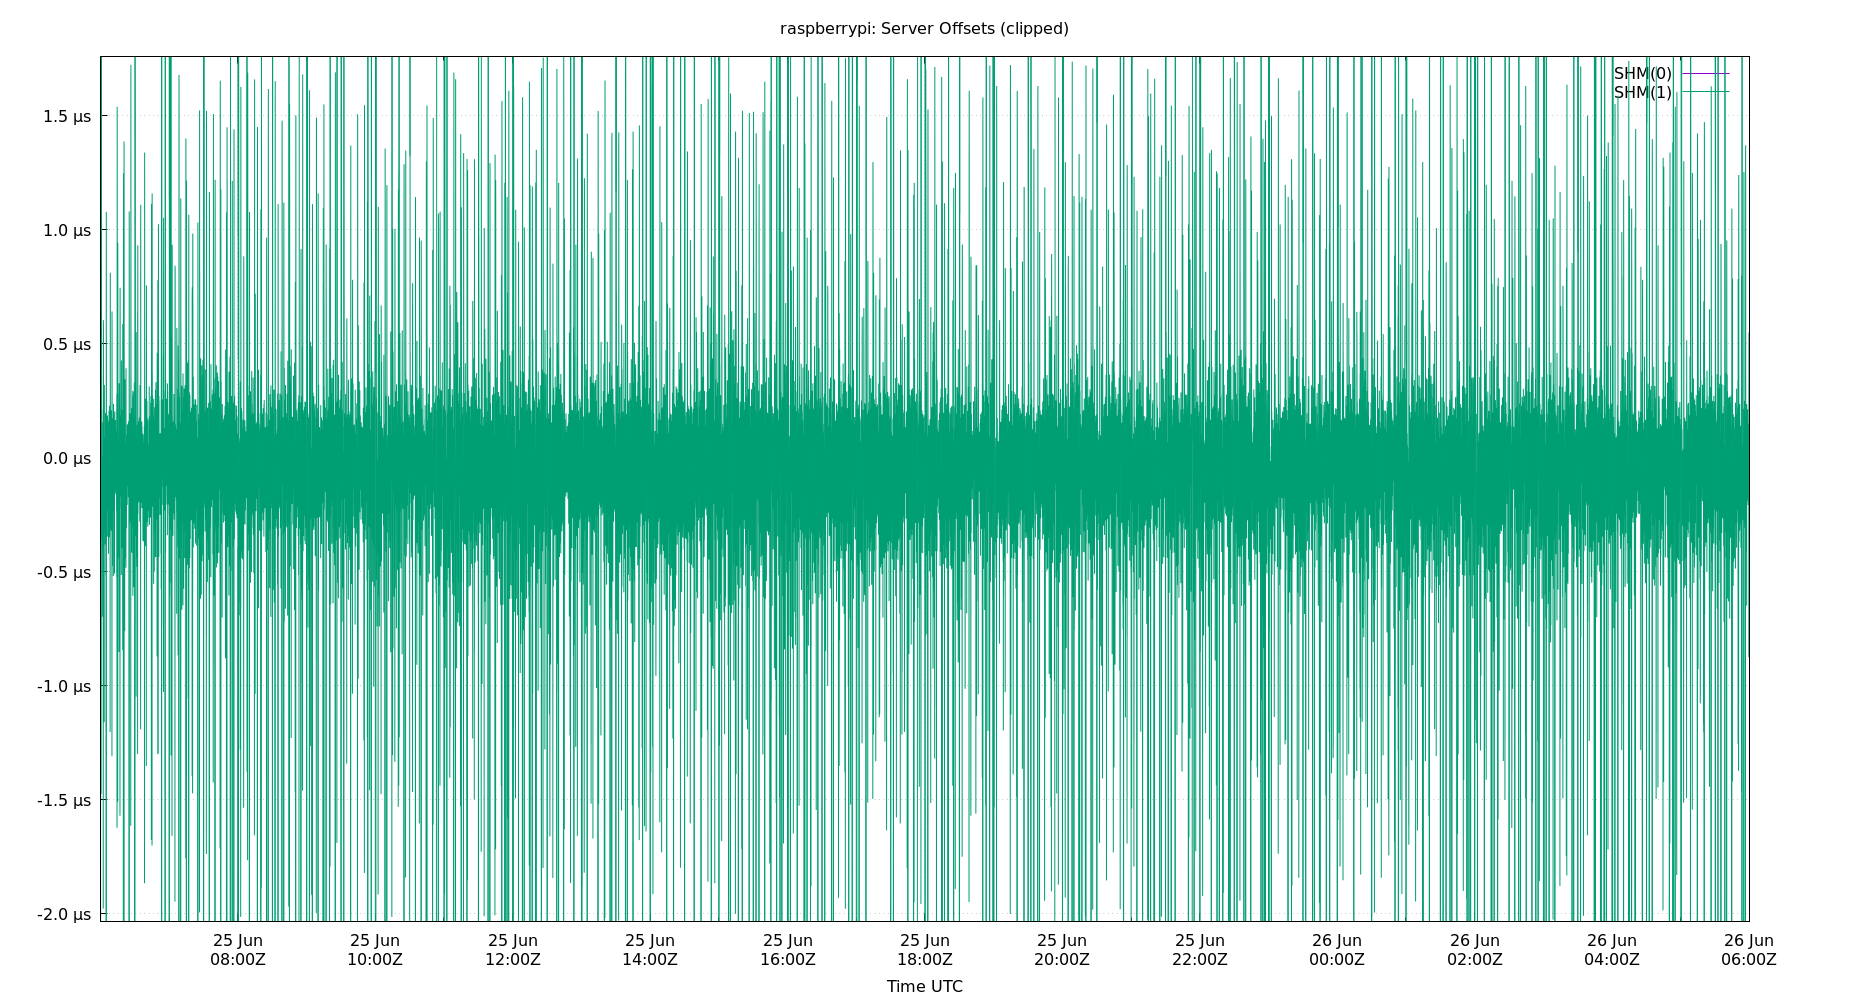 raspberrypi: Server Offsets (clipped)
SHM(0)
SHM(1)
1.5 µs
1.0 µs
0.5 µs
0.0 µs
-0.5 µs
-1.0 µs
-1.5 µs
-2.0 µs
25 Jun 25 Jun 25 Jun 25 Jun 25 Jun 25 Jun 25 Jun 25 Jun 26 Jun 26 Jun 26 Jun 26 Jun
08:00Z 10:00Z 12:00Z 14:00Z 16:00Z 18:00Z 20:00Z 22:00Z 00:00Z 02:00Z 04:00Z 06:00Z
Time UTC